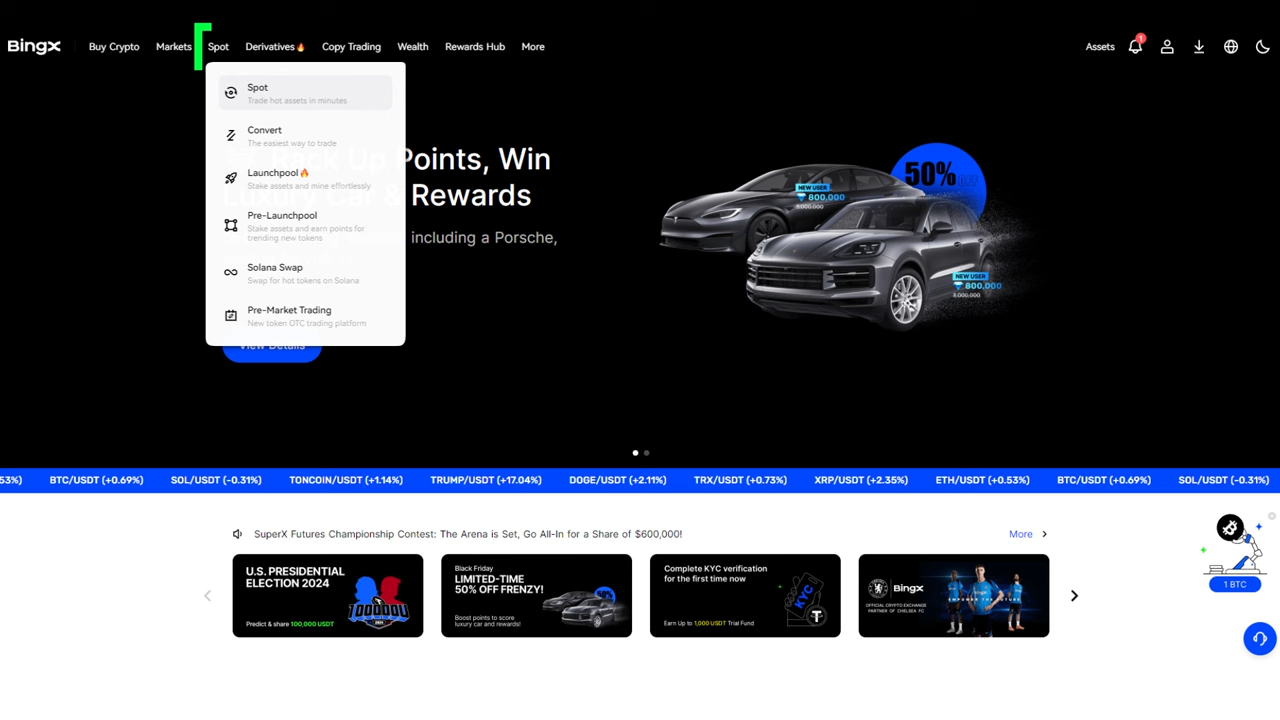 BingX
Buy Crypto
Markets
Spot
Derivatives
Copy Trading
Wealth
Rewards Hub
More
Assets
1
Spot
Trade hot assets in minutes
Convert
The easiest way to trade
Launchpool
Stake assets and mine effortlessly
Pre-Launchpool
Stake assets and earn points for
trending new tokens
Solana Swap
Swap for hot tokens on Solana
Pre-Market Trading
New token OTC trading platform
Rack Up Points, Win
Luxury Car & Rewards
including a Porsche,
View Details
50% OFF
NEW USER
800,000
NEW USER
800,000
BTC/USDT (+0.69%) SOL/USDT (-0.31%) TONCOIN/USDT (+1.14%) TRUMP/USDT (+17.04%) DOGE/USDT (+2.11%) TRX/USDT (+0.73%) XRP/USDT (+2.35%) ETH/USDT (+0.53%) BTC/USDT (+0.69%) SOL/USDT (-0.31%)
SuperX Futures Championship Contest: The Arena is Set, Go All-In for a Share of $600,000!
More
U.S. PRESIDENTIAL
ELECTION 2024
Predict & share 100,000 USDT
Black Friday
LIMITED-TIME
50% OFF FRENZY!
Boost points to score
luxury car and rewards!
Complete KYC verification
for the first time now
KYC
Earn Up to 1,000 USDT Trial Fund
BingX
EMPOWER THE FUTURE
OFFICIAL CRYPTO EXCHANGE
PARTNER OF CHELSEA FC
1 BTC